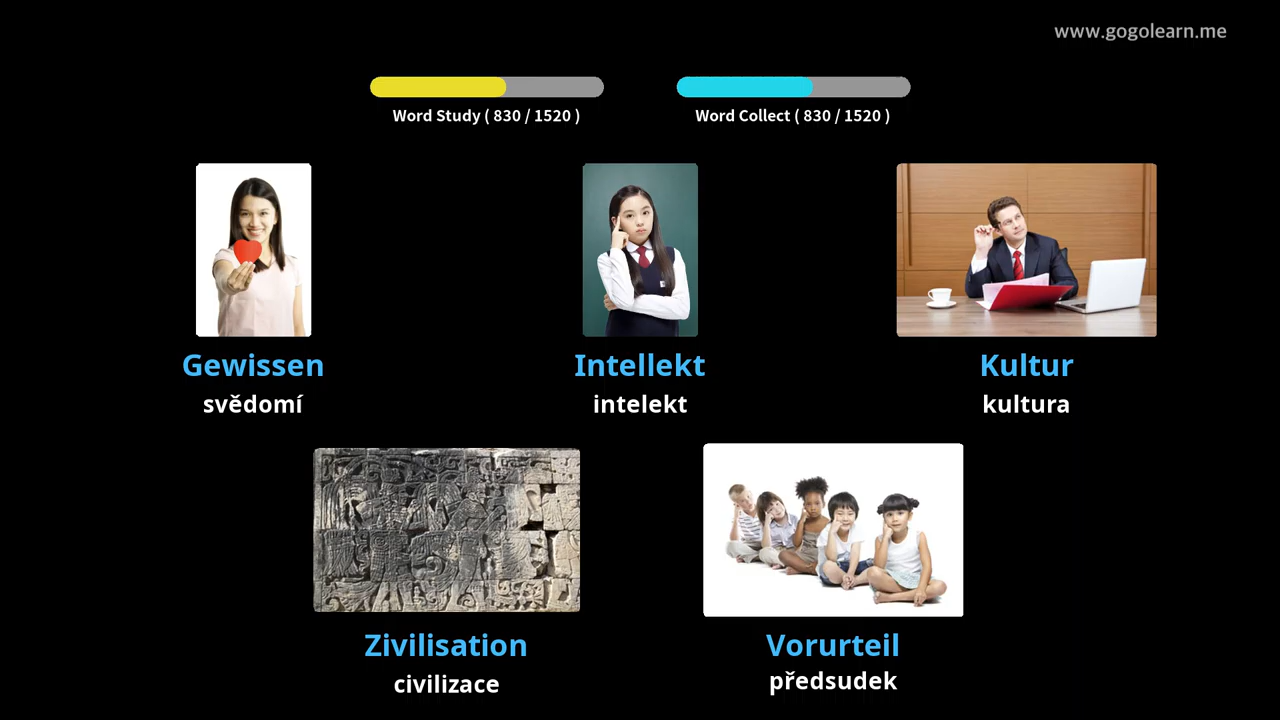 www.gogolearn.me
Word Study ( 830 / 1520 )
Word Collect ( 830 / 1520 )
Gewissen
svědomí
Intellekt
intelekt
Kultur
kultura
Zivilisation
civilizace
Vorurteil
předsudek